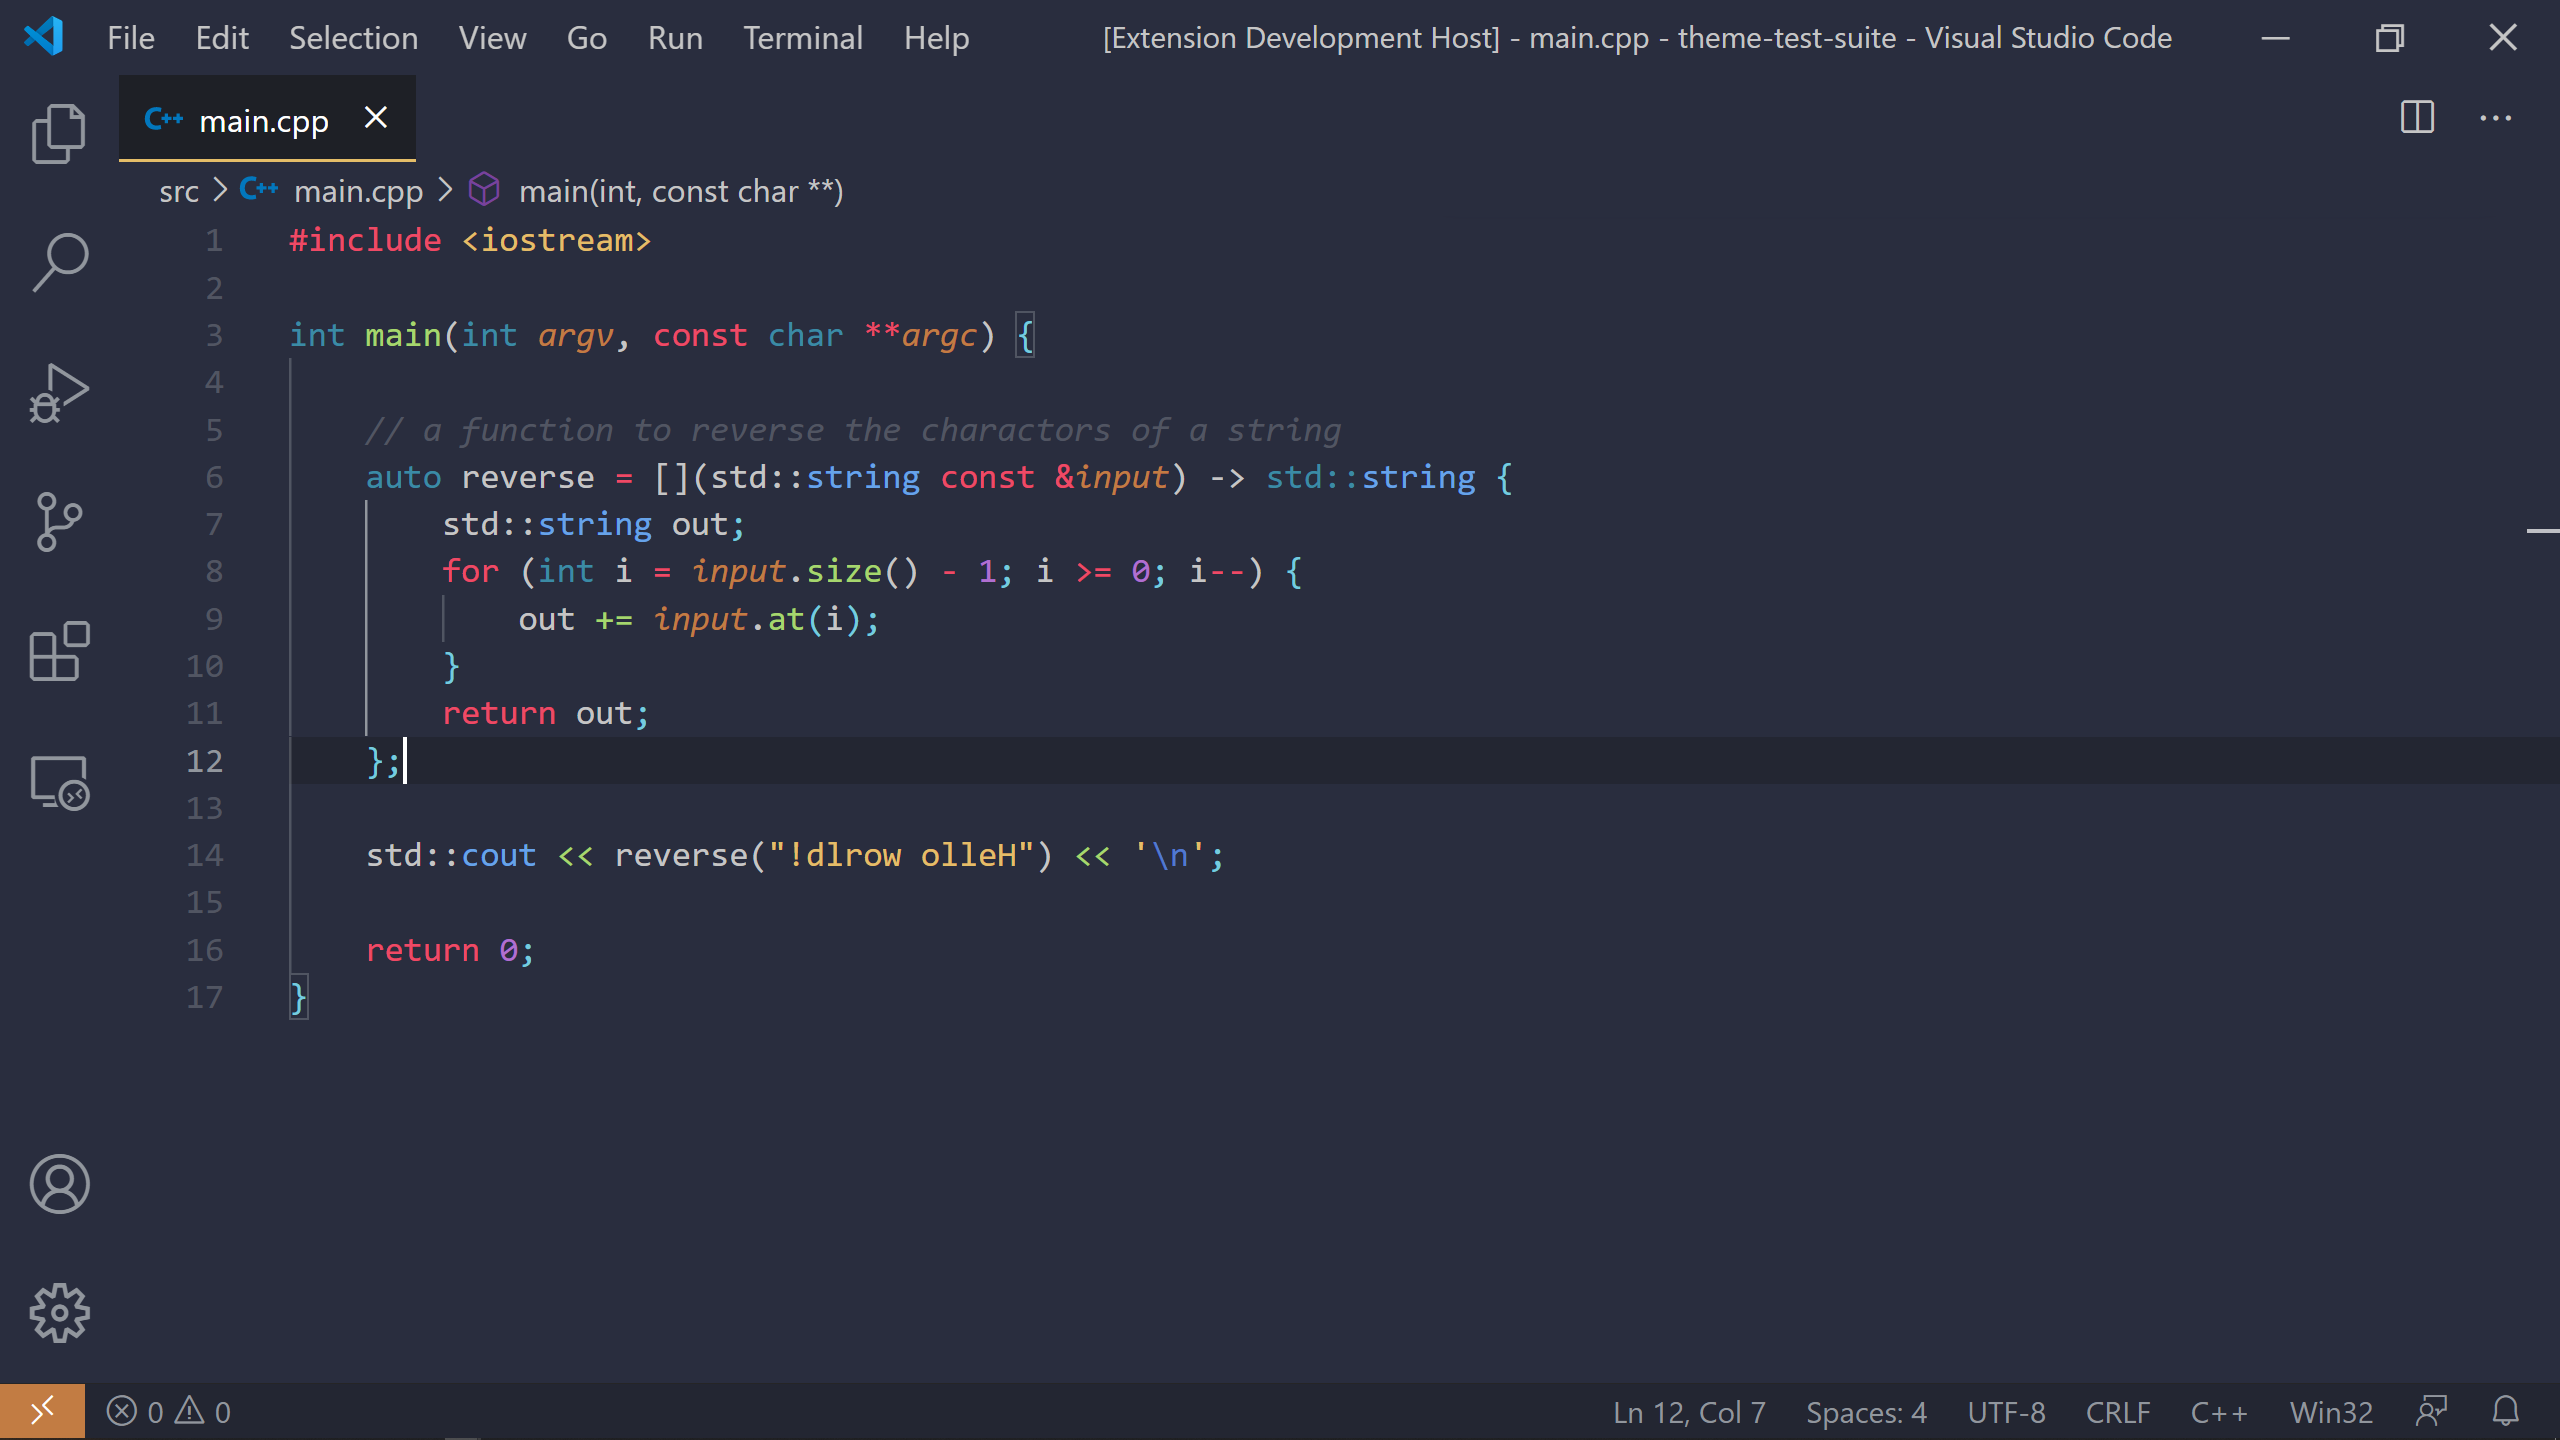 File Edit Selection View Go Run Terminal Help [Extension Development Host] - main.cpp - theme-test-suite - Visual Studio Code
C++ main.cpp
src > C++ main.cpp > main(int, const char **)
1 #include <iostream>
2
3 int main(int argv, const char **argc) {
4
5     // a function to reverse the charactors of a string
6     auto reverse = [](std::string const &input) -> std::string {
7         std::string out;
8         for (int i = input.size() - 1; i >= 0; i--) {
9             out += input.at(i);
10         }
11         return out;
12     };
13
14     std::cout << reverse("!dlrow olleH") << '\n';
15
16     return 0;
17 }
0 0 Ln 12, Col 7 Spaces: 4 UTF-8 CRLF C++ Win32